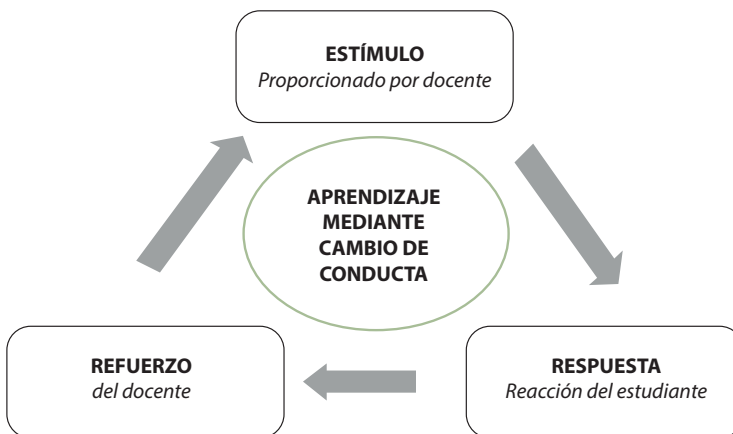 ESTÍMULO
Proporcionado por docente
APRENDIZAJE
MEDIANTE
CAMBIO DE
CONDUCTA
REFUERZO
del docente
RESPUESTA
Reacción del estudiante